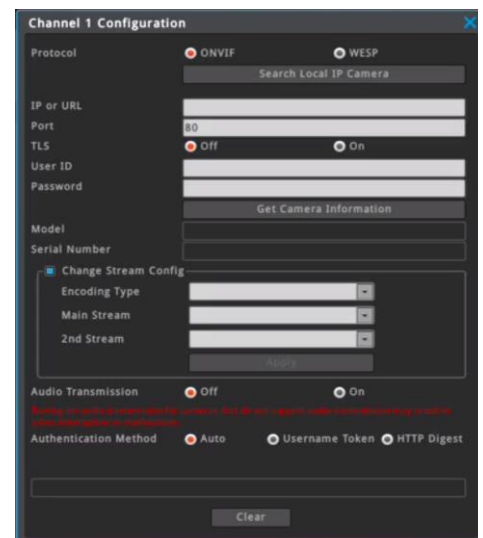 Channel 1 Configuration
Protocol ONVIF WESP
Search Local IP Camera
IP or URL
Port 80
TLS Off On
User ID
Password
Get Camera Information
Model
Serial Number
Change Stream Config
Encoding Type
Main Stream
2nd Stream
Apply
Audio Transmission Off On
Authentication Method Auto Username Token HTTP Digest
Clear